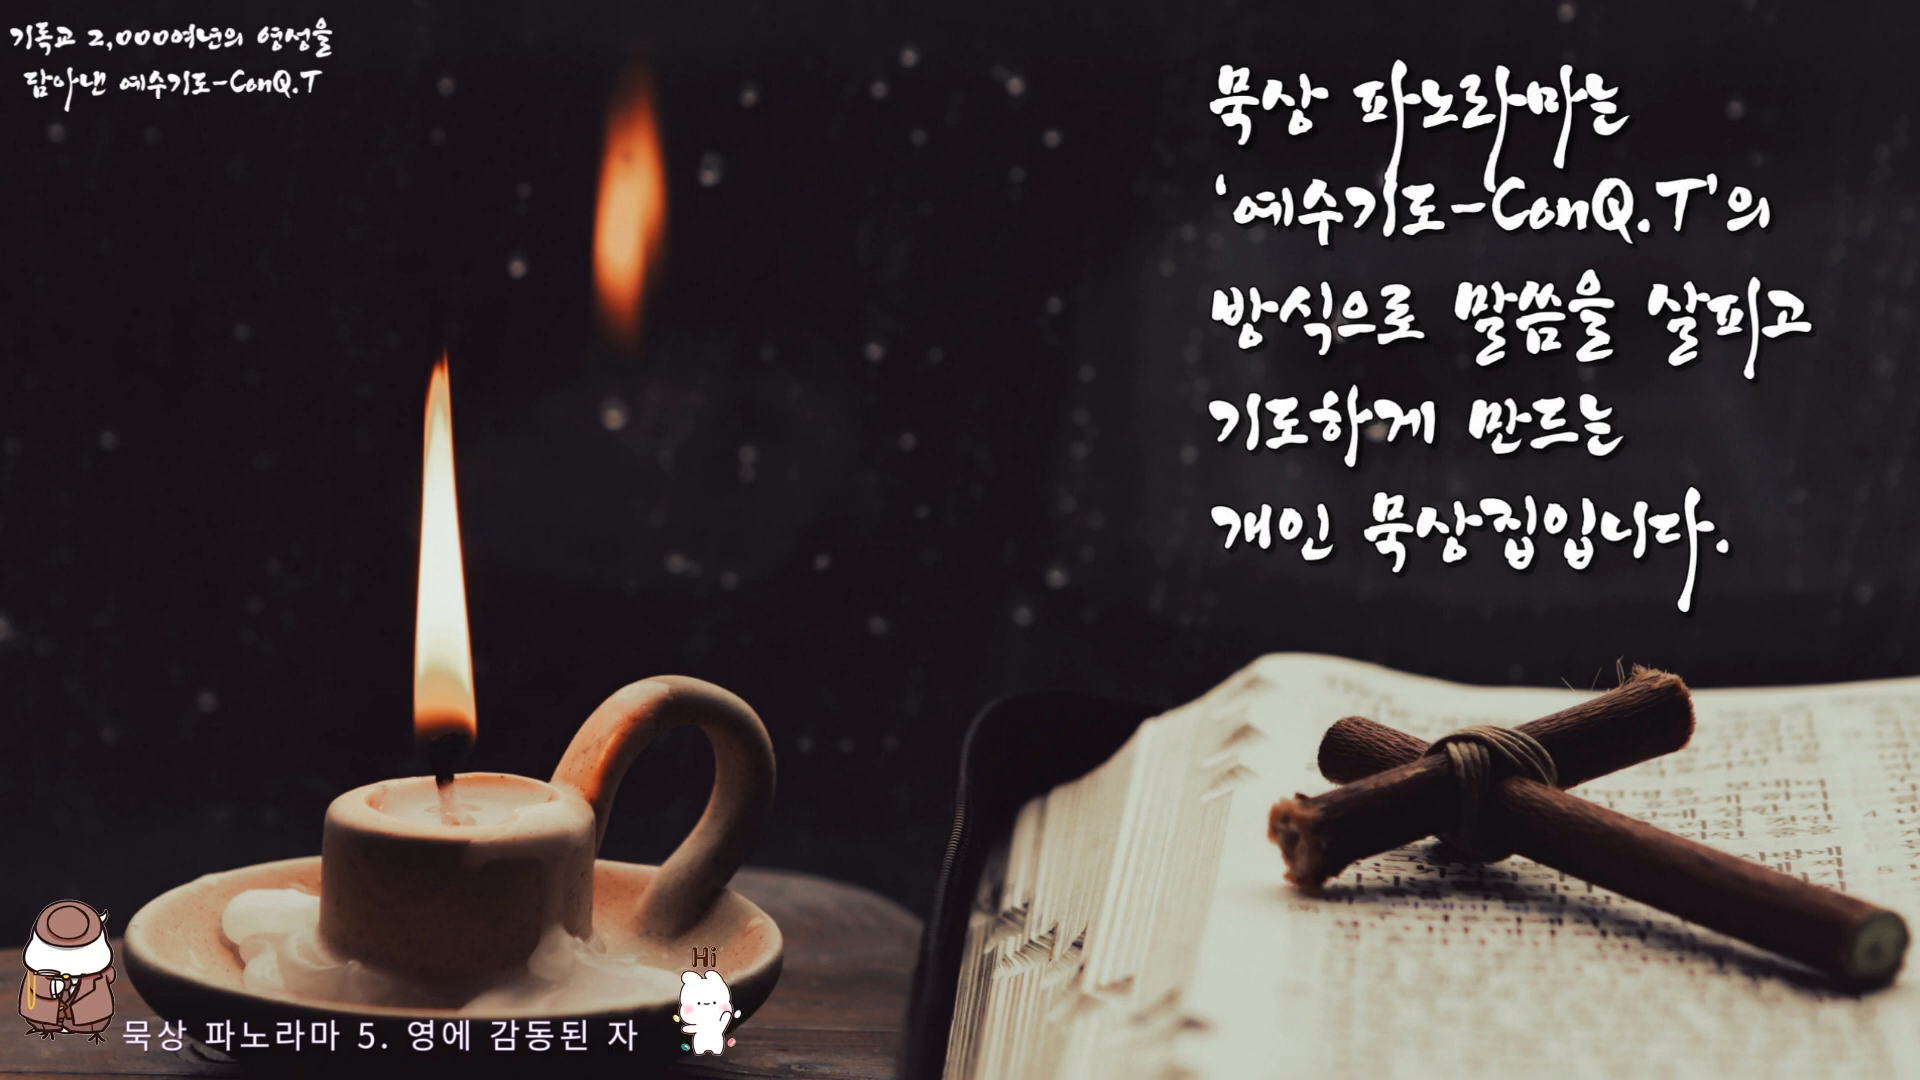 기독교 2,000여년의 영성을
담아낸 예수기도-ConQ.T
묵상 파노라마는
'예수기도-ConQ.T'의
방식으로 말씀을 살피고
기도하게 만드는
개인 묵상집입니다.
Hi
묵상 파노라마 5. 영에 감동된 자